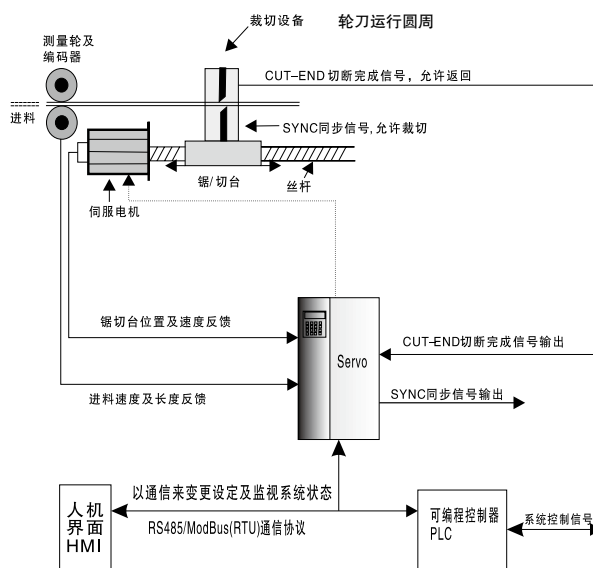 裁切设备
轮刀运行圆周
测量轮及
编码器
CUT–END 切断完成信号，允许返回
进料
SYNC同步信号,允许裁切
锯/切台
丝杆
伺服电机
锯切台位置及速度反馈
Servo
CUT–END切断完成信号输出
进料速度及长度反馈
SYNC同步信号输出
以通信来变更设定及监视系统状态
人机
界面
HMI
RS485/ModBus(RTU)通信协议
可编程控制器
PLC
系统控制信号